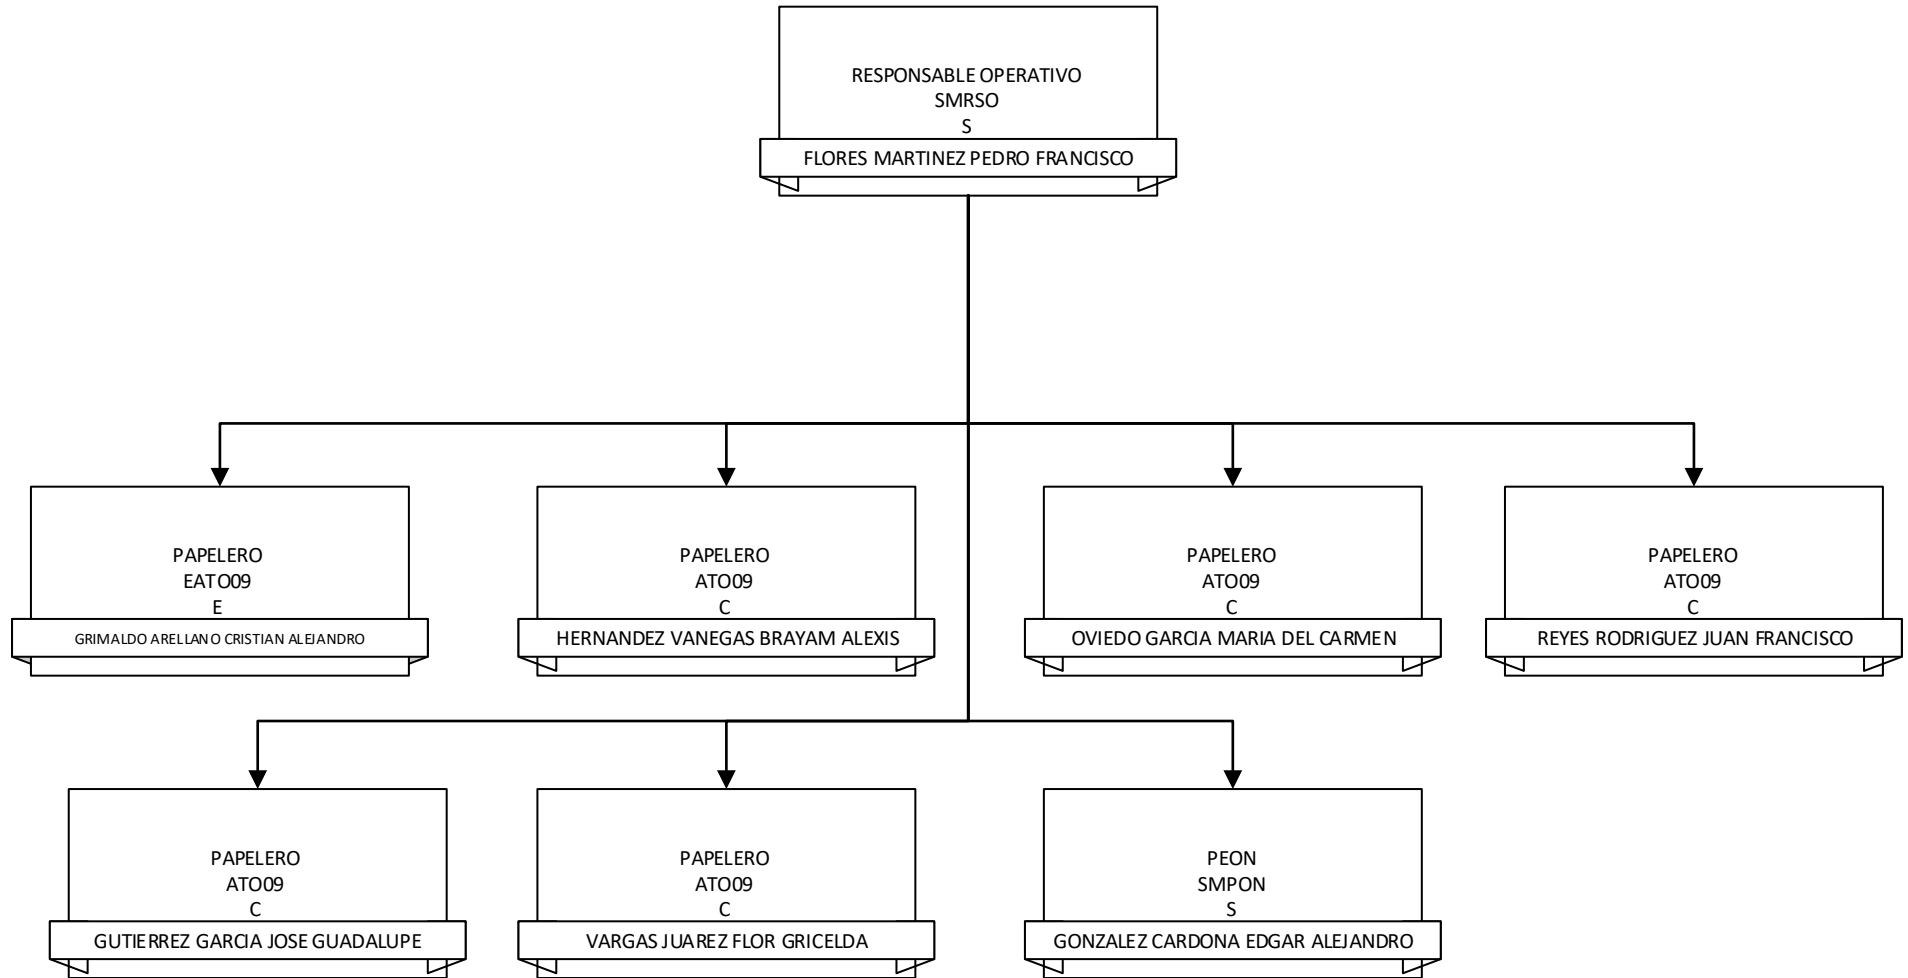 RESPONSABLE OPERATIVO
SMRSO
S
FLORES MARTINEZ PEDRO FRANCISCO
PAPELERO
EATO09
E
GRIMALDO ARELLANO CRISTIAN ALEJANDRO
PAPELERO
ATO09
C
HERNANDEZ VANEGAS BRAYAM ALEXIS
PAPELERO
ATO09
C
OVIEDO GARCIA MARIA DEL CARMEN
PAPELERO
ATO09
C
REYES RODRIGUEZ JUAN FRANCISCO
PAPELERO
ATO09
C
GUTIERREZ GARCIA JOSE GUADALUPE
PAPELERO
ATO09
C
VARGAS JUAREZ FLOR GRICELDA
PEON
SMPON
S
GONZALEZ CARDONA EDGAR ALEJANDRO